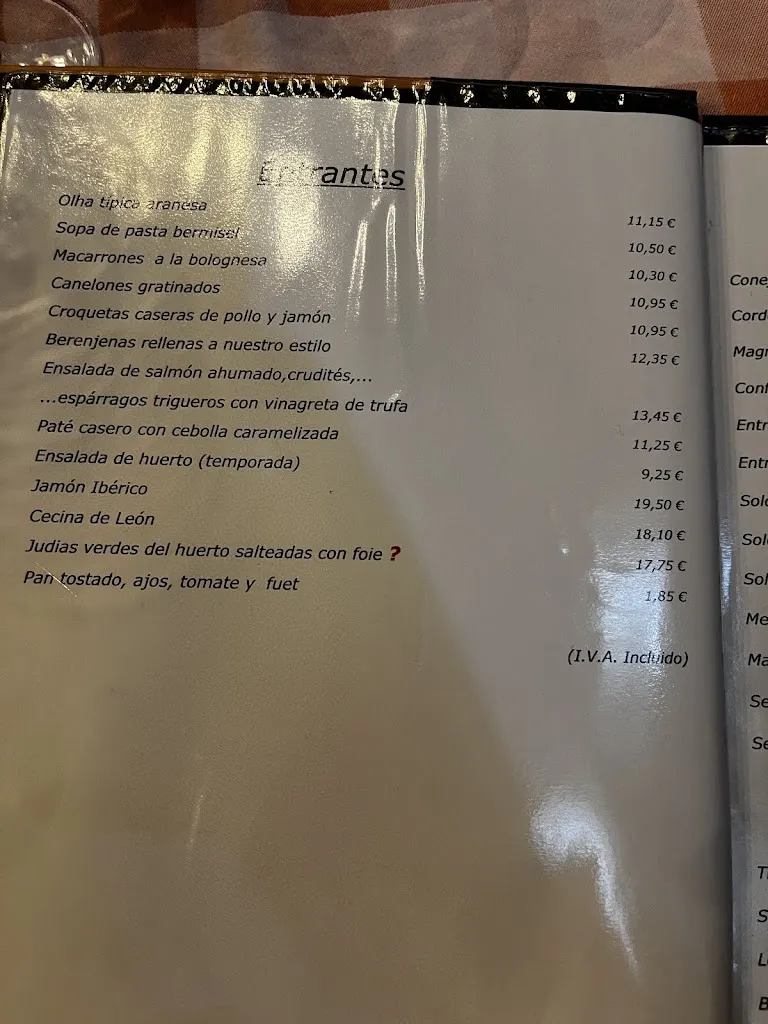 Entrantes
Olha tipica aranesa 11,15 €
Sopa de pasta bermisel 10,50 €
Macarrones a la bolognesa 10,30 €
Canelones gratinados 10,95 €
Croquetas caseras de pollo y jamón 10,95 €
Berenjenas rellenas a nuestro estilo 12,35 €
Ensalada de salmón ahumado,crudités,...
...espárragos trigueros con vinagreta de trufa 13,45 €
Paté casero con cebolla caramelizada 11,25 €
Ensalada de huerto (temporada) 9,25 €
Jamón Ibérico 19,50 €
Cecina de León 18,10 €
Judias verdes del huerto salteadas con foie ? 17,75 €
Pan tostado, ajos, tomate y fuet 1,85 €
(I.V.A. Incluido)